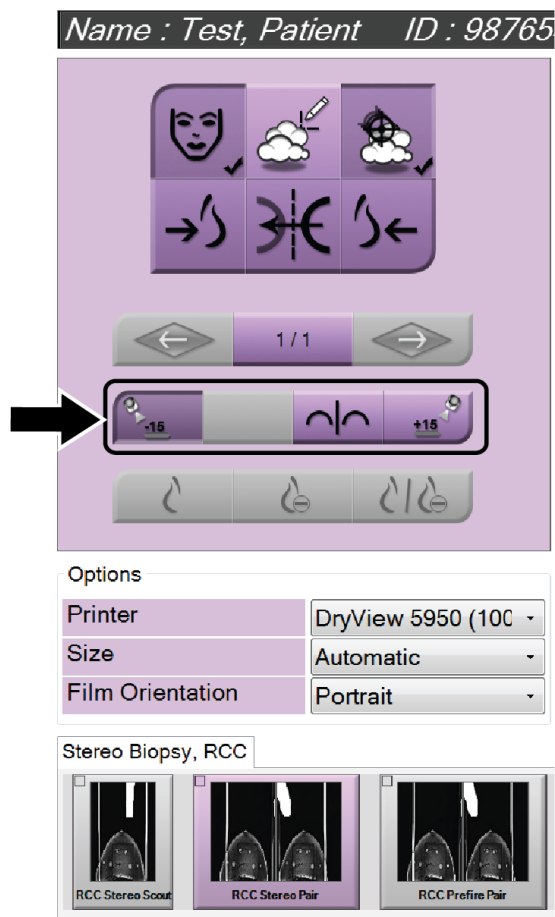 Name : Test, Patient ID : 98765
1 / 1
-15 +15
Options
Printer DryView 5950 (100
Size Automatic
Film Orientation Portrait
Stereo Biopsy, RCC
RCC Stereo Scout RCC Stereo Pair RCC Prefire Pair